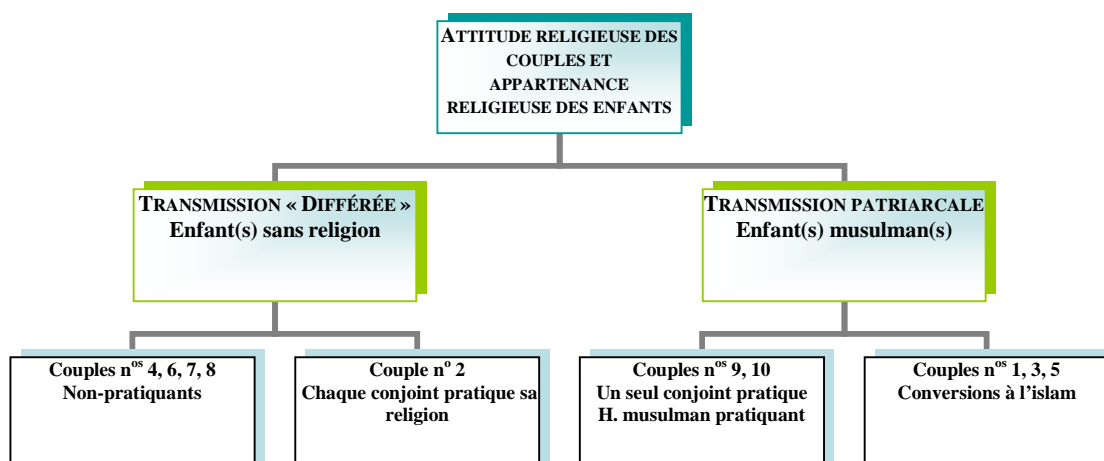 ATTITUDE RELIGIEUSE DES
COUPLES ET
APPARTENANCE
RELIGIEUSE DES ENFANTS
TRANSMISSION « DIFFÉRÉE »
Enfant(s) sans religion
TRANSMISSION PATRIARCALE
Enfant(s) musulman(s)
Couples nos 4, 6, 7, 8
Non-pratiquants
Couple no 2
Chaque conjoint pratique sa
religion
Couples nos 9, 10
Un seul conjoint pratique
H. musulman pratiquant
Couples nos 1, 3, 5
Conversions à l’islam